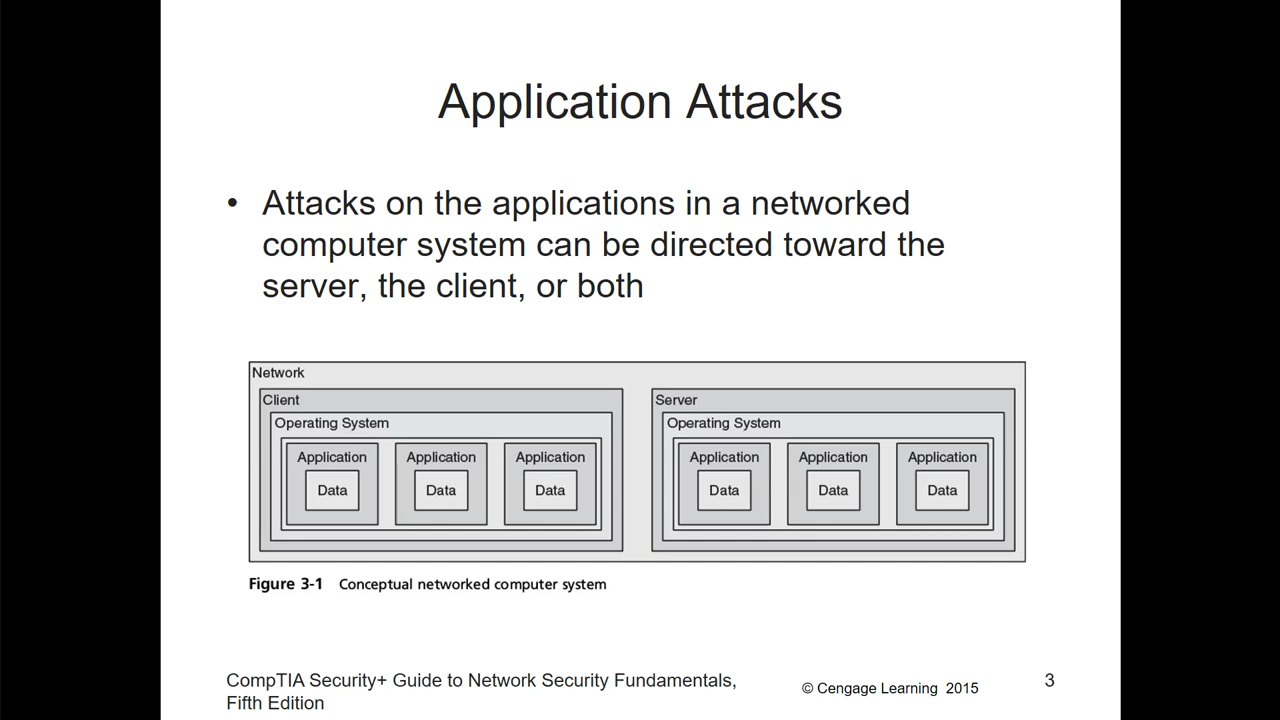 Application Attacks
• Attacks on the applications in a networked
computer system can be directed toward the
server, the client, or both
Network
Client
Operating System
Application Application Application
Data Data Data
Server
Operating System
Application Application Application
Data Data Data
Figure 3-1 Conceptual networked computer system
CompTIA Security+ Guide to Network Security Fundamentals,
Fifth Edition
© Cengage Learning 2015
3